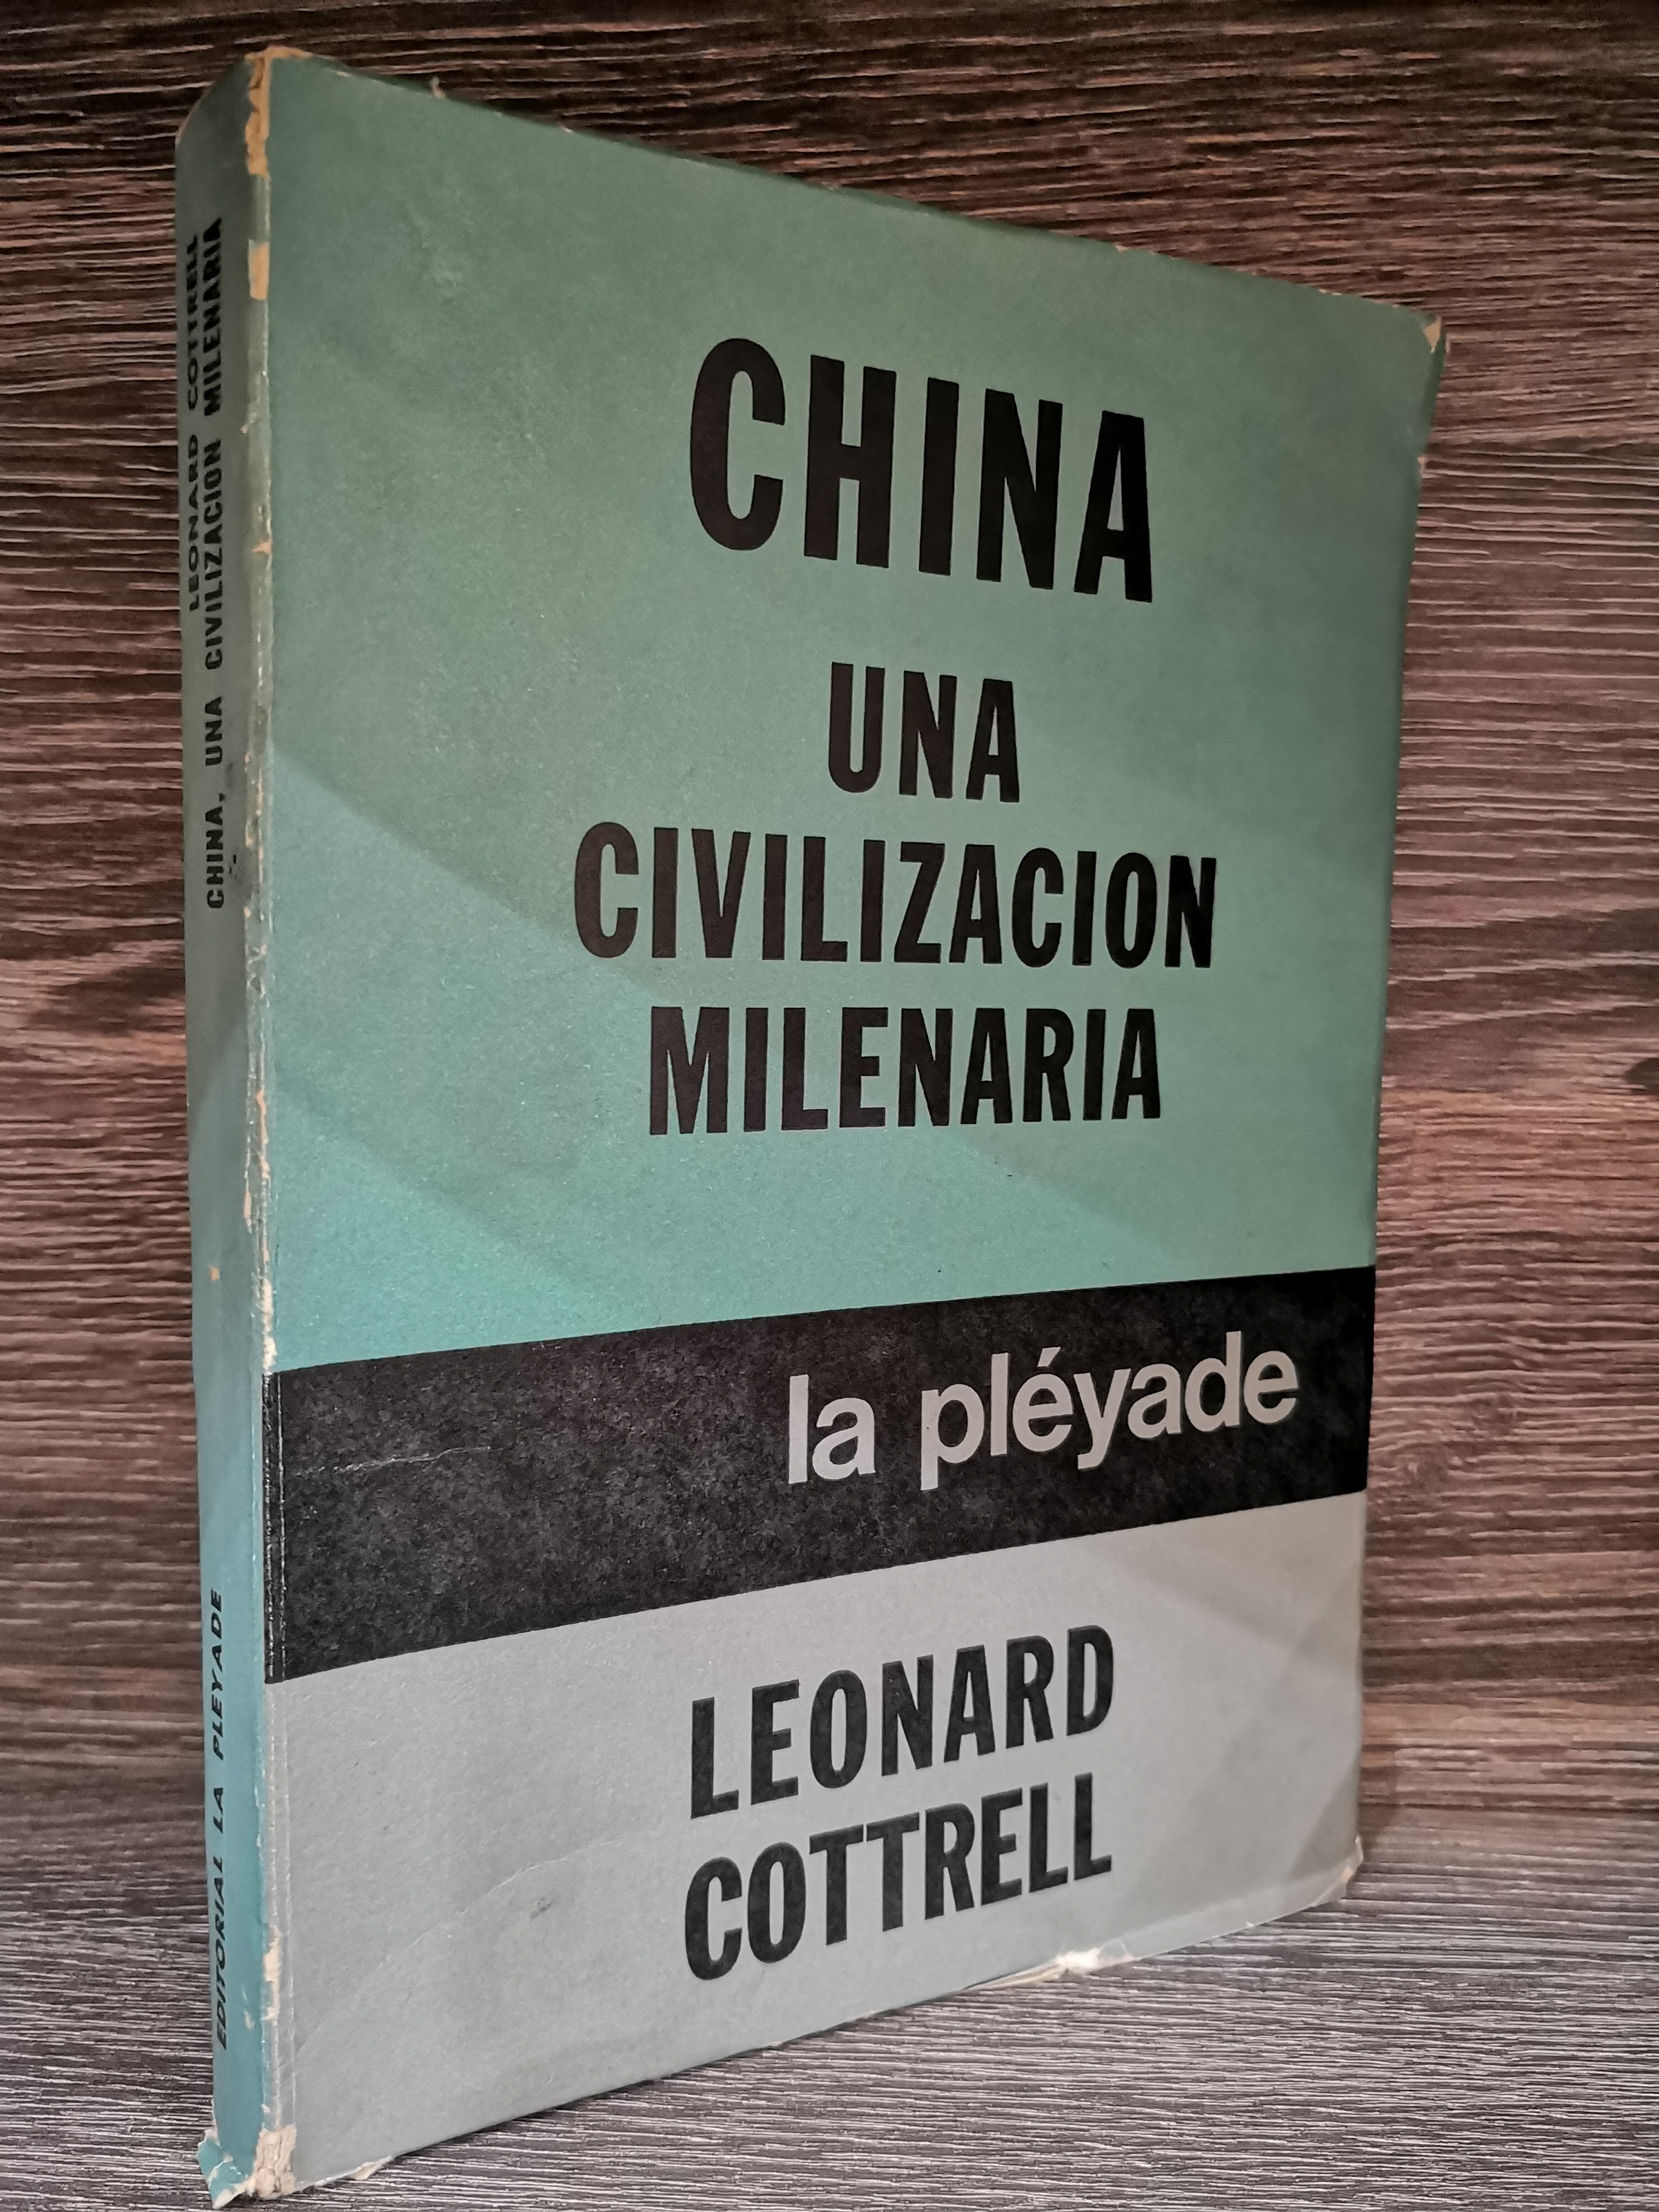 LEONARD COTTRELL
CHINA, UNA CIVILIZACION MILENARIA
EDITORIAL LA PLEYADE
CHINA
UNA
CIVILIZACION
MILENARIA
la pléyade
LEONARD
COTTRELL